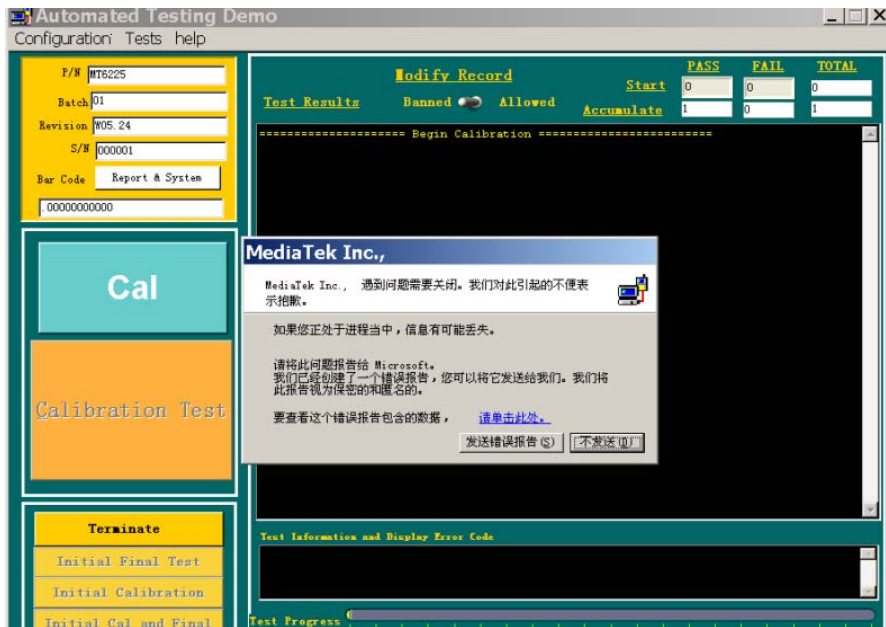 Automated Testing Demo
Configuration Tests help
P/N MT6225
Batch 01
Revision W05.24
S/N 000001
Bar Code Report & System
.00000000000
Modify Record
Test Results Banned Allowed
PASS FAIL TOTAL
Start 0 0 0
Accumulate 1 0 1
===================== Begin Calibration =========================
Cal
Calibration Test
MediaTek Inc.,
MediaTek Inc., 遇到问题需要关闭。我们对此引起的不便表
示抱歉。
如果您正处于进程当中，信息有可能丢失。
请将此问题报告给 Microsoft。
我们已经创建了一个错误报告，您可以将它发送给我们。我们将
此报告视为保密的和匿名的。
要查看这个错误报告包含的数据， 请单击此处。
发送错误报告(S) 不发送(D)
Terminate
Initial Final Test
Initial Calibration
Initial Cal and Final
Test Information and Display Error Code
Test Progress